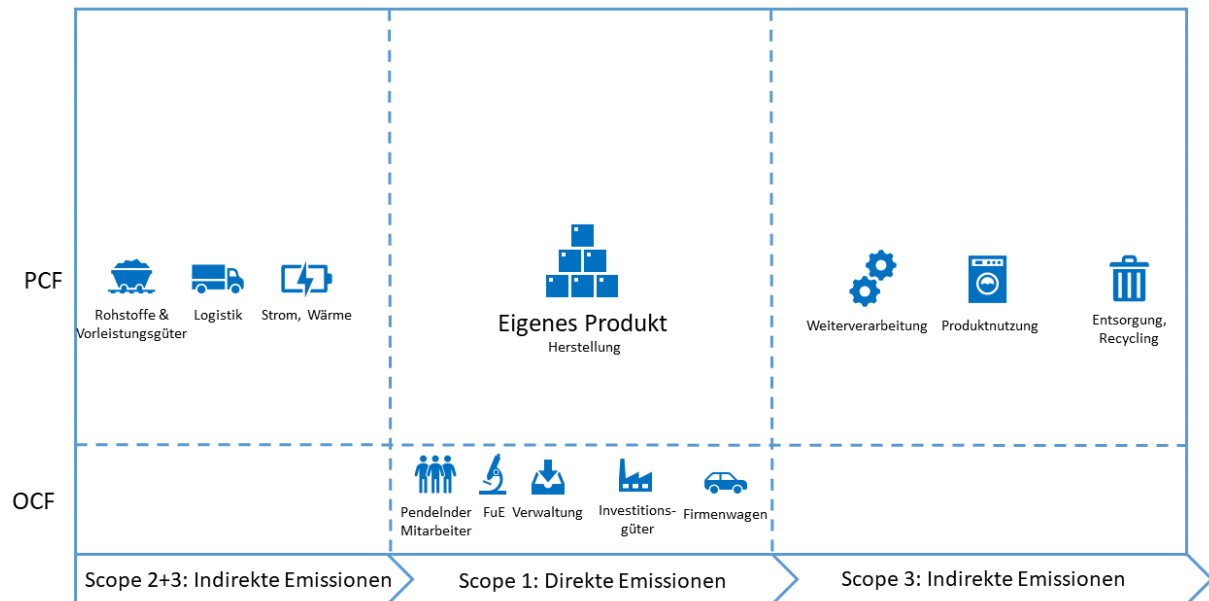 PCF
Rohstoffe &
Vorleistungsgüter
Logistik
Strom, Wärme
Eigenes Produkt
Herstellung
Weiterverarbeitung
Produktnutzung
Entsorgung,
Recycling
OCF
Pendelnder
Mitarbeiter
FuE
Verwaltung
Investitions-
güter
Firmenwagen
Scope 2+3: Indirekte Emissionen
Scope 1: Direkte Emissionen
Scope 3: Indirekte Emissionen